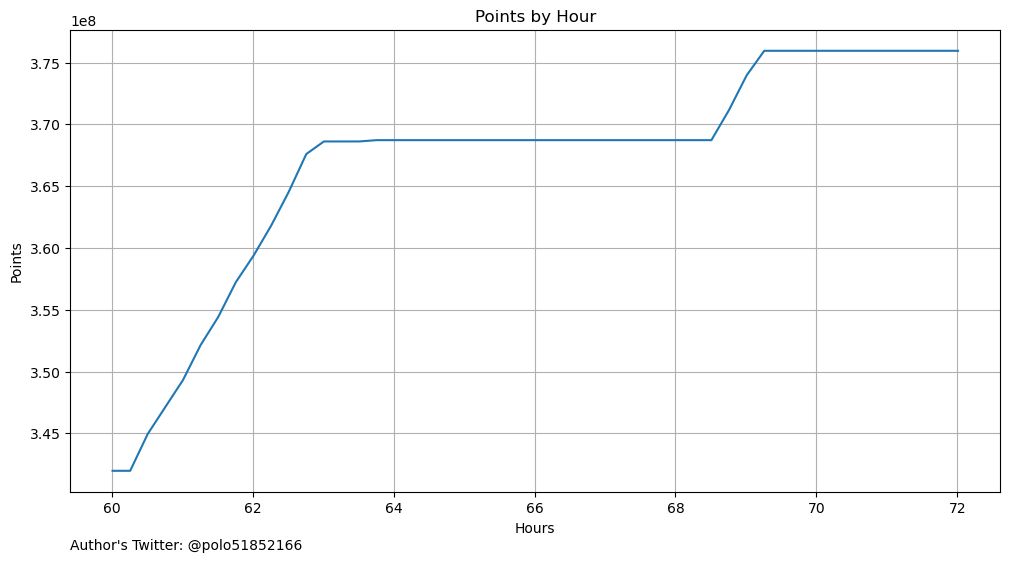 Points by Hour
1e8
3.75
3.70
3.65
3.60
3.55
3.50
3.45
Points
60 62 64 66 68 70 72
Hours
Author's Twitter: @polo51852166